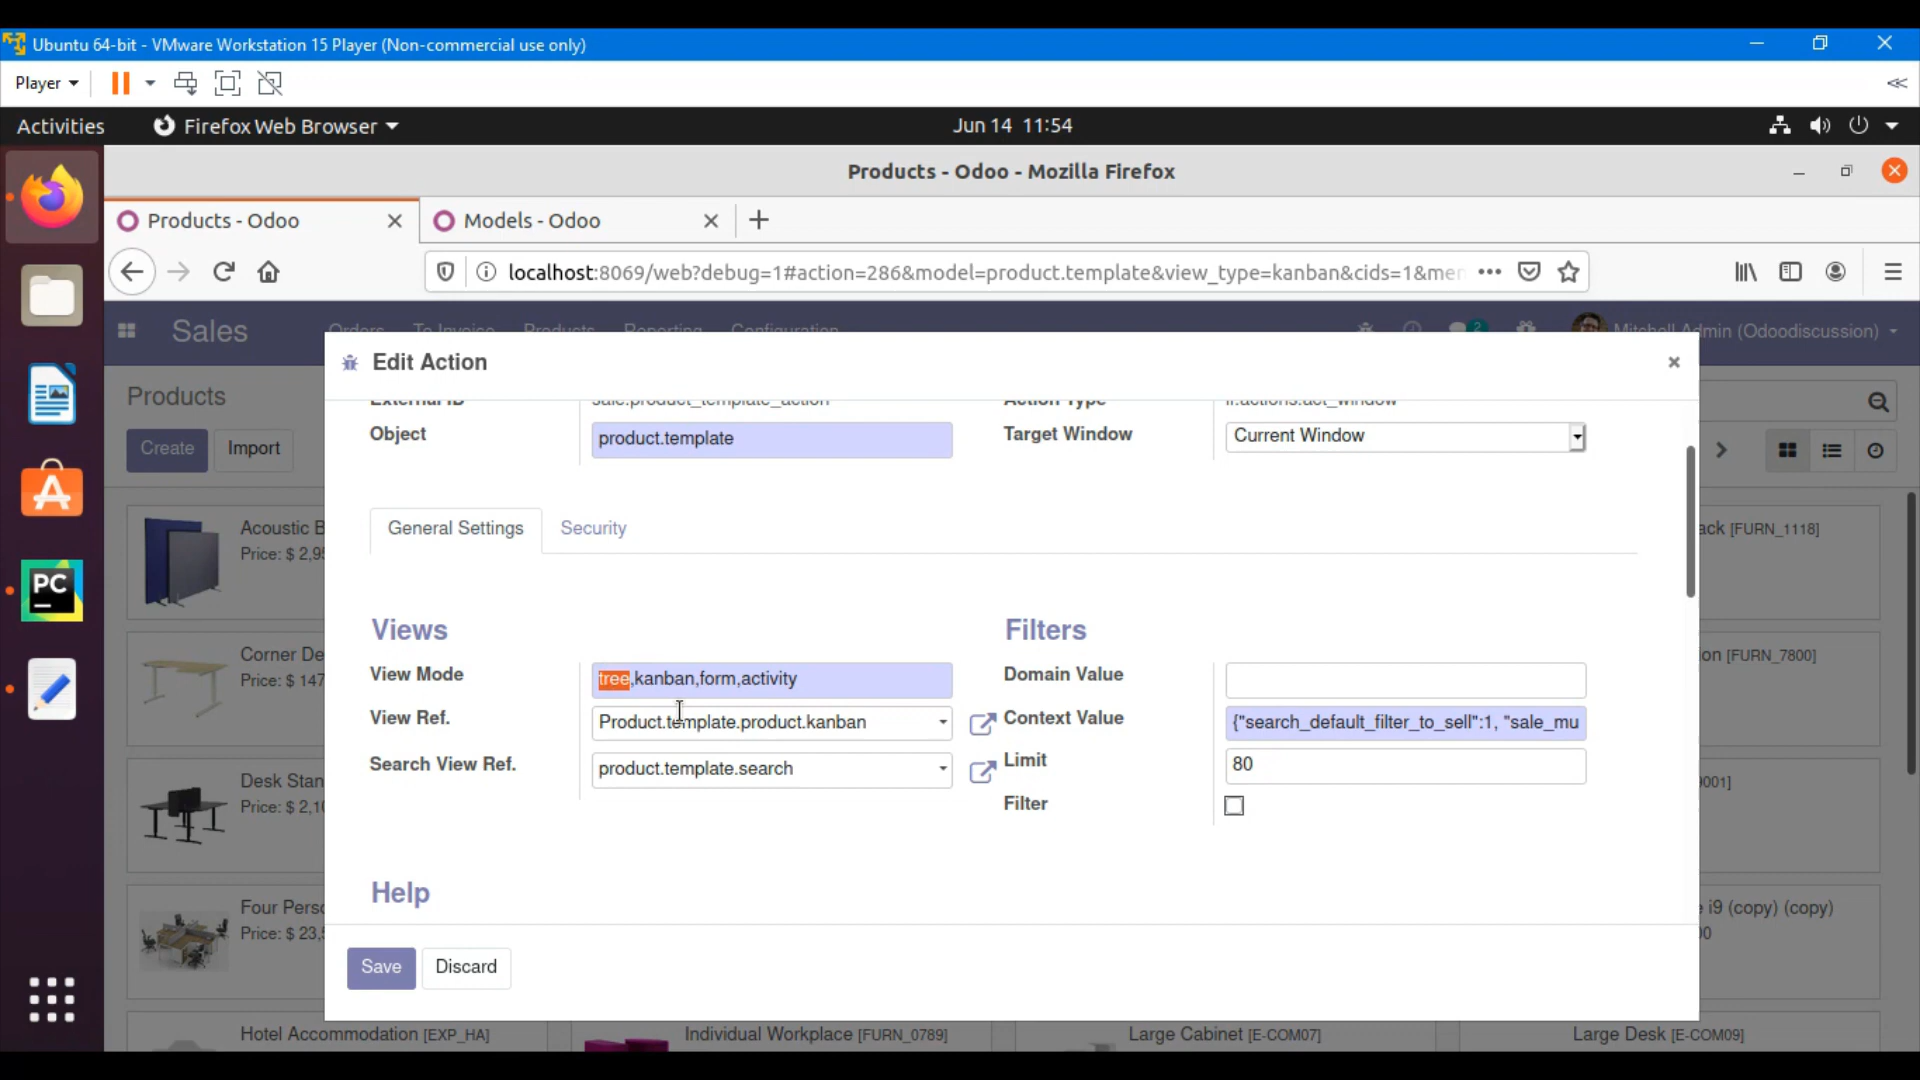 Ubuntu 64-bit - VMware Workstation 15 Player (Non-commercial use only)
Player
Activities
Firefox Web Browser
Jun 14 11:54
Products - Odoo - Mozilla Firefox
Products - Odoo
Models - Odoo
localhost:8069/web?debug=1#action=286&model=product.template&view_type=kanban&cids=1&mer
Sales
Orders
To Invoice
Products
Reporting
Configuration
2
Mitchell Admin (Odoodiscussion)
Edit Action
Products
External ID
sale.product_template_action
Action Type
ir.actions.act_window
Create
Import
Object
product.template
Target Window
Current Window
General Settings
Security
Acoustic B
Price: $ 2,95
ack [FURN_1118]
Views
Filters
Corner De
Price: $ 147
ion [FURN_7800]
View Mode
tree,kanban,form,activity
Domain Value
View Ref.
Product.template.product.kanban
Context Value
{"search_default_filter_to_sell":1, "sale_mu
Search View Ref.
product.template.search
Limit
80
Filter
Desk Stan
Price: $ 2,10
0001]
Help
Four Perso
Price: $ 23,5
e i9 (copy) (copy)
00
Save
Discard
Hotel Accommodation [EXP_HA]
Individual Workplace [FURN_0789]
Large Cabinet [E-COM07]
Large Desk [E-COM09]
PC